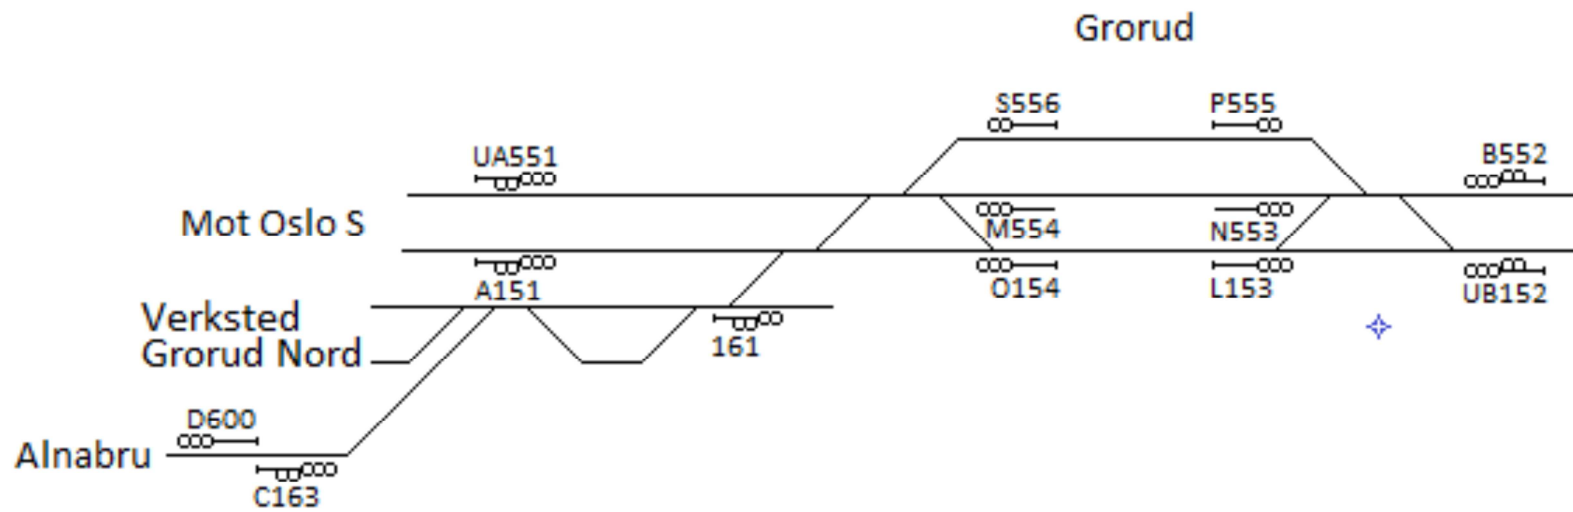 Grorud
S556
P555
UA551
B552
Mot Oslo S
M554
N553
A151
O154
L153
UB152
Verksted
Grorud Nord
161
D600
Alnabru
C163